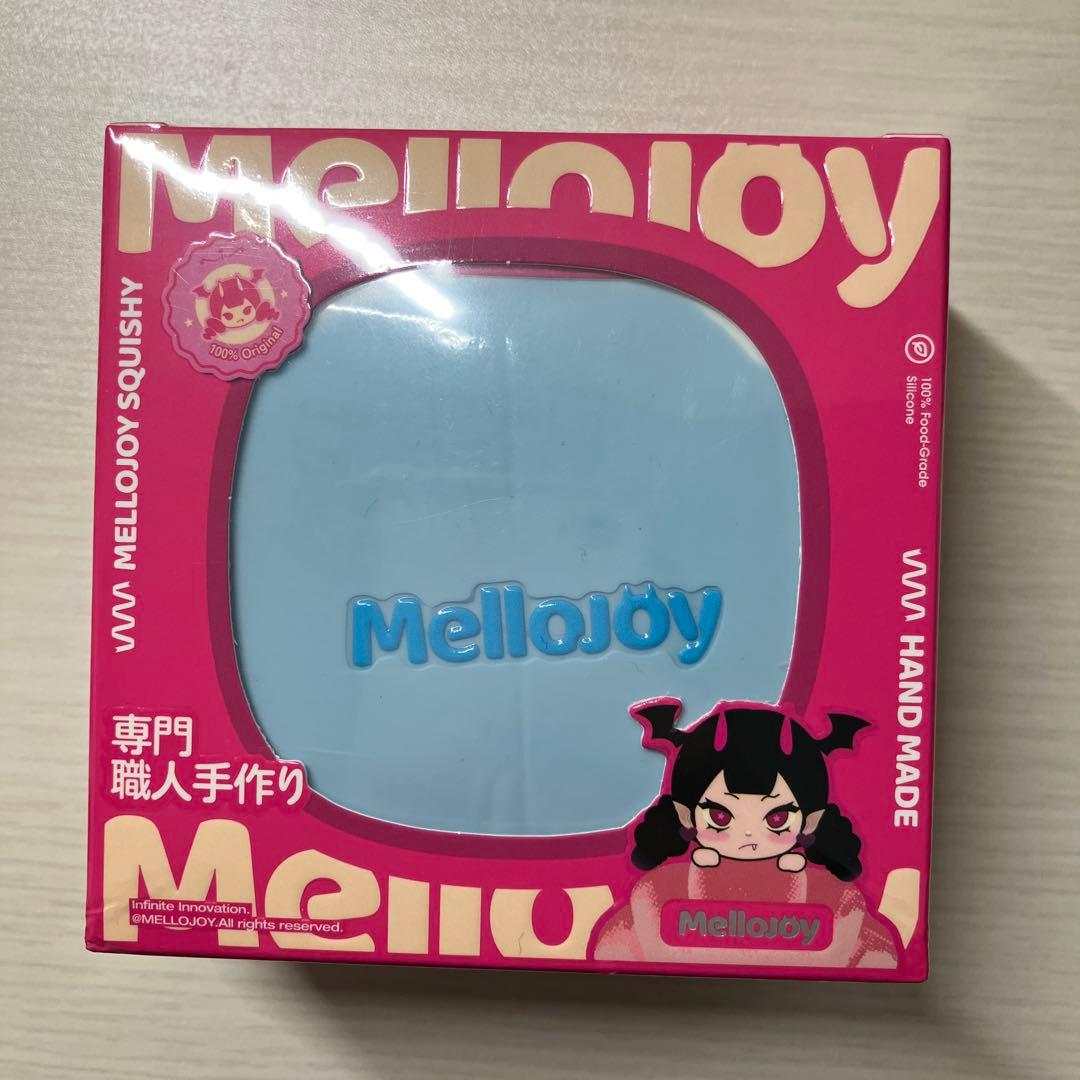 Mellojoy
100% Original
MELLOJOY SQUISHY
100% Food-Grade
Silicone
Mellojoy
HAND MADE
専門
職人手作り
Mellojoy
Infinite Innovation.
@MELLOJOY.All rights reserved.
Mellojoy